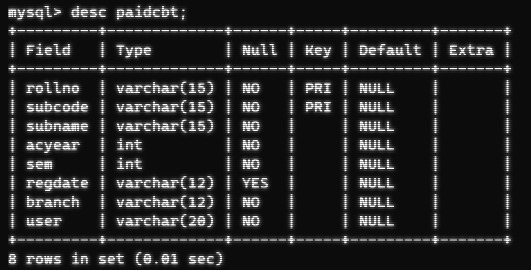 mysql> desc paidcbt;
+----------+-------------+------+-----+---------+-------+
| Field    | Type        | Null | Key | Default | Extra |
+----------+-------------+------+-----+---------+-------+
| rollno   | varchar(15) | NO   | PRI | NULL    |       |
| subcode  | varchar(15) | NO   | PRI | NULL    |       |
| subname  | varchar(15) | NO   |     | NULL    |       |
| acyear   | int         | NO   |     | NULL    |       |
| sem      | int         | NO   |     | NULL    |       |
| regdate  | varchar(12) | YES  |     | NULL    |       |
| branch   | varchar(12) | NO   |     | NULL    |       |
| user     | varchar(20) | NO   |     | NULL    |       |
+----------+-------------+------+-----+---------+-------+
8 rows in set (0.01 sec)